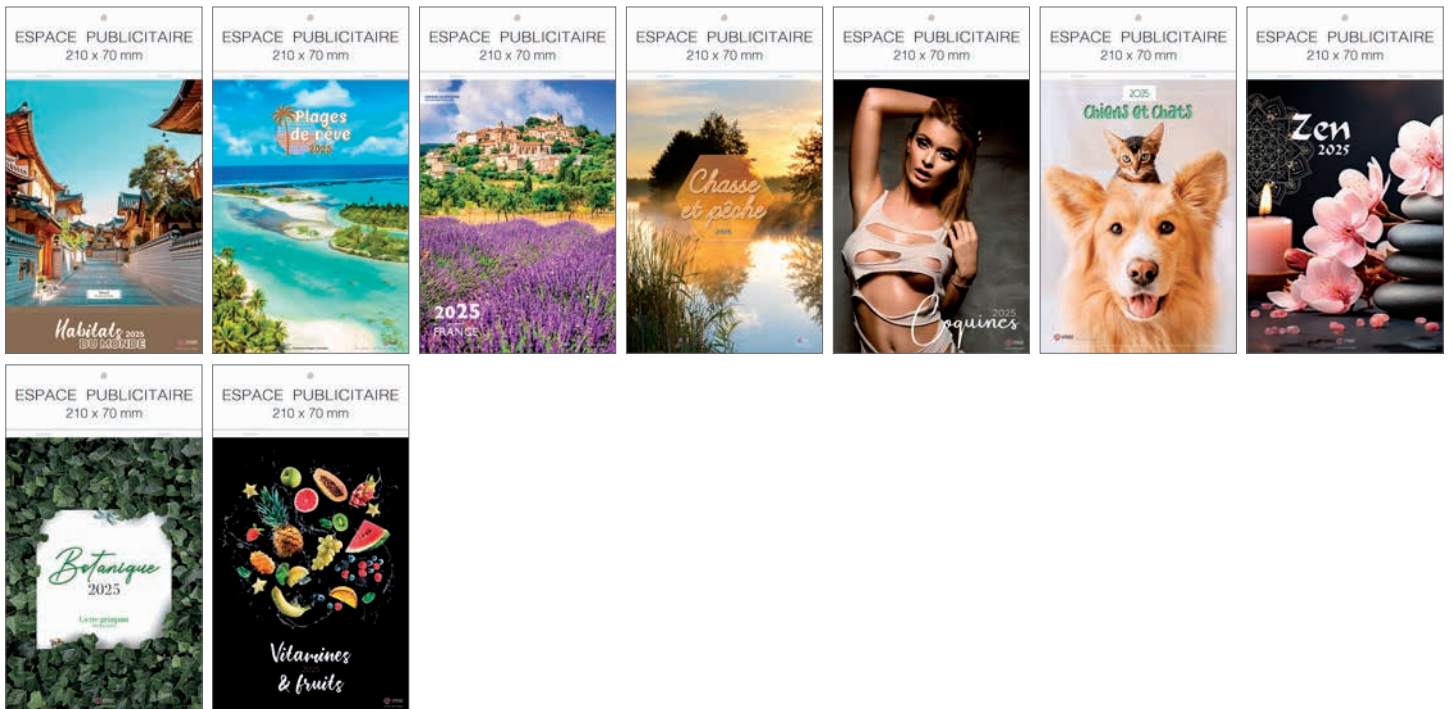 ESPACE PUBLICITAIRE
210 x 70 mm
Habitats 2025
DU MONDE
ESPACE PUBLICITAIRE
210 x 70 mm
Plages
de rêve
2025
ESPACE PUBLICITAIRE
210 x 70 mm
2025
FRANCE
ESPACE PUBLICITAIRE
210 x 70 mm
Chasse
et pêche
2025
ESPACE PUBLICITAIRE
210 x 70 mm
2025
Coquines
ESPACE PUBLICITAIRE
210 x 70 mm
2025
Chiens et Chats
ESPACE PUBLICITAIRE
210 x 70 mm
Zen
2025
ESPACE PUBLICITAIRE
210 x 70 mm
Botanique
2025
ESPACE PUBLICITAIRE
210 x 70 mm
Vitamines
2025
& fruits